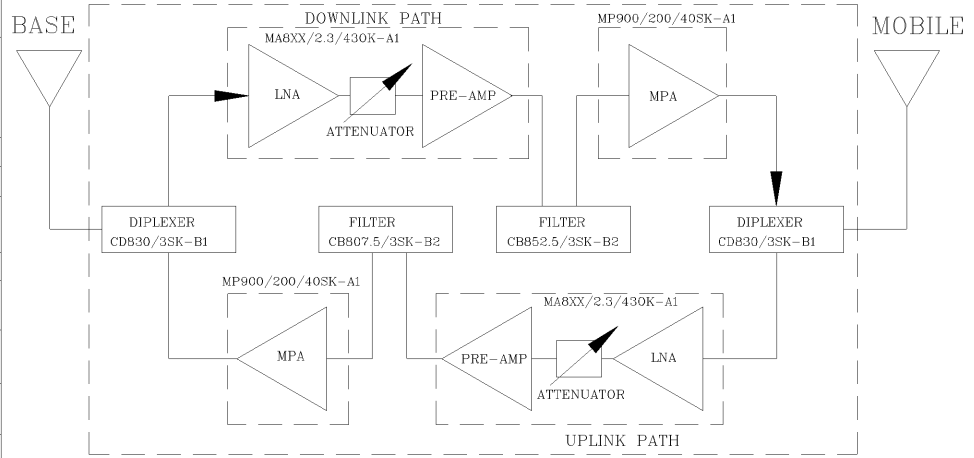 BASE
DOWNLINK PATH
MP900/200/40SK-A1
MOBILE
MA8XX/2.3/430K-A1
LNA
PRE-AMP
MPA
ATTENUATOR
DIPLEXER
CD830/3SK-B1
FILTER
CB807.5/3SK-B2
FILTER
CB852.5/3SK-B2
DIPLEXER
CD830/3SK-B1
MP900/200/40SK-A1
MA8XX/2.3/430K-A1
MPA
PRE-AMP
LNA
ATTENUATOR
UPLINK PATH